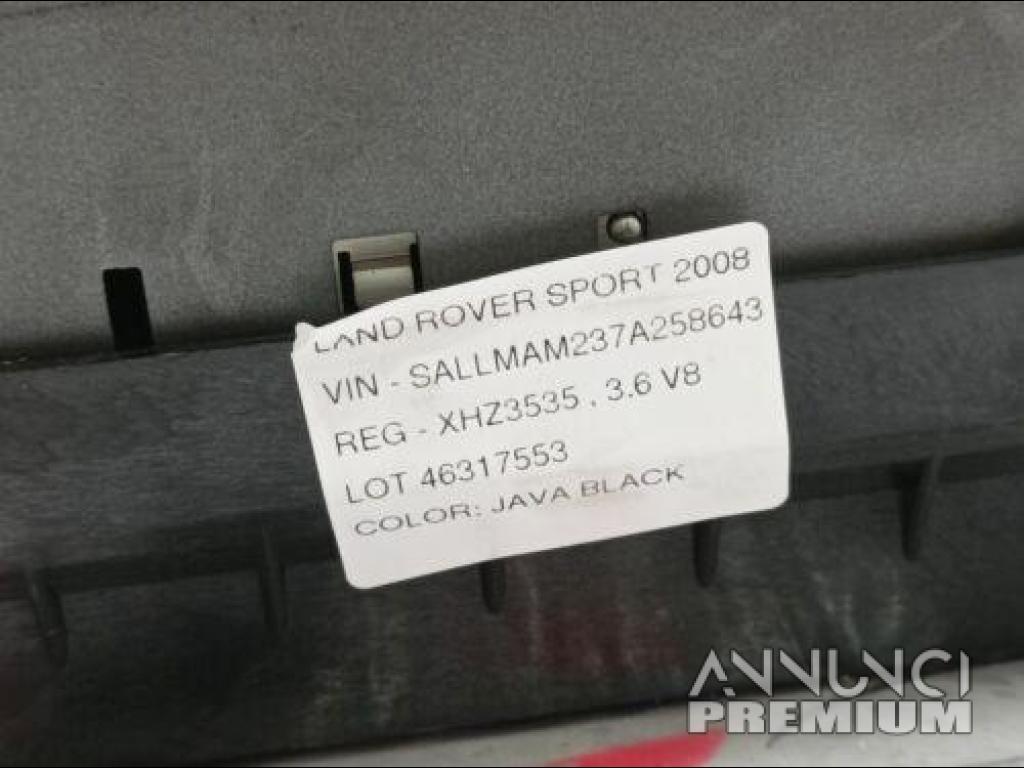 LAND ROVER SPORT 2008
VIN - SALLMAM237A258643
REG - XHZ3535 , 3.6 V8
LOT 46317553
COLOR: JAVA BLACK
ANNUNCI
PREMIUM